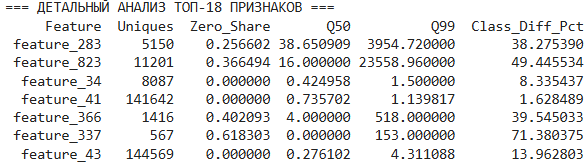 === ДЕТАЛЬНЫЙ АНАЛИЗ ТОП-18 ПРИЗНАКОВ ===
Feature Uniques Zero_Share Q50 Q99 Class_Diff_Pct
feature_283 5150 0.256602 38.650909 3954.720000 38.275390
feature_823 11201 0.366494 16.000000 23558.960000 49.445534
feature_34 8087 0.000000 0.424958 1.500000 8.335437
feature_41 141642 0.000000 0.735702 1.139817 1.628489
feature_366 1416 0.402093 4.000000 518.000000 39.545033
feature_337 567 0.618303 0.000000 153.000000 71.380375
feature_43 144569 0.000000 0.276102 4.311088 13.962803